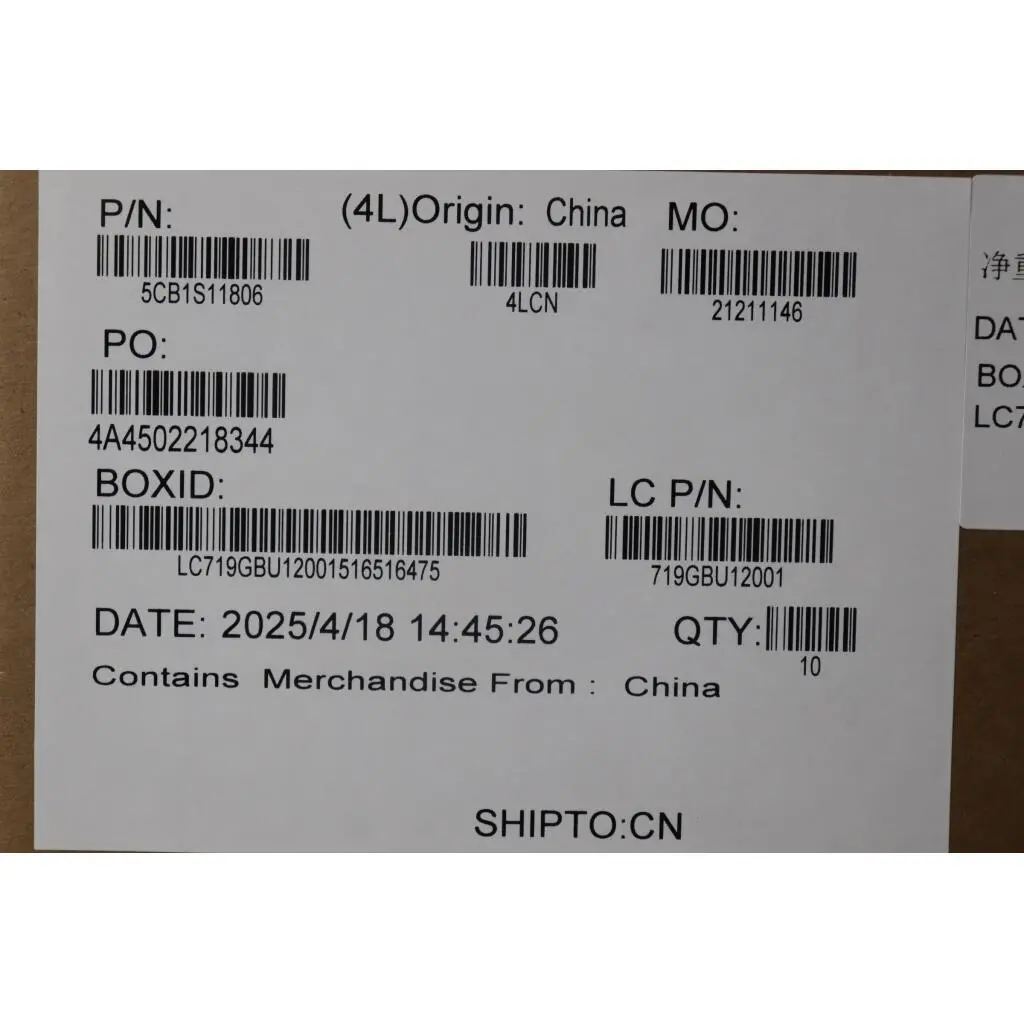 P/N:
(4L)Origin: China
MO:
5CB1S11806
4LCN
21211146
PO:
4A4502218344
BOXID:
LC P/N:
LC719GBU12001516516475
719GBU12001
DATE: 2025/4/18 14:45:26
QTY:
10
Contains Merchandise From : China
SHIPTO:CN
净
DA
BO
LC7